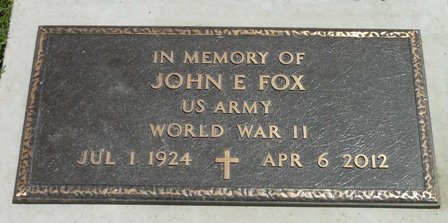 IN MEMORY OF
JOHN E FOX
US ARMY
WORLD WAR II
JUL 1 1924 APR 6 2012